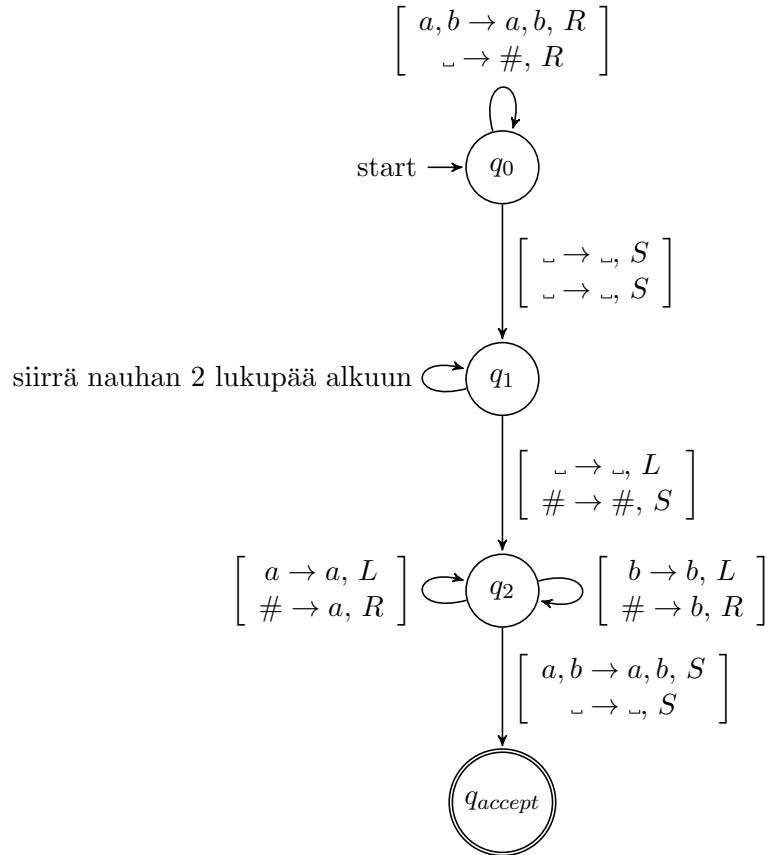 a, b → a, b, R
␣ → #, R
start
q0
␣ → ␣, S
␣ → ␣, S
siirrä nauhan 2 lukupää alkuun
q1
␣ → ␣, L
# → #, S
a → a, L
# → a, R
q2
b → b, L
# → b, R
a, b → a, b, S
␣ → ␣, S
qaccept